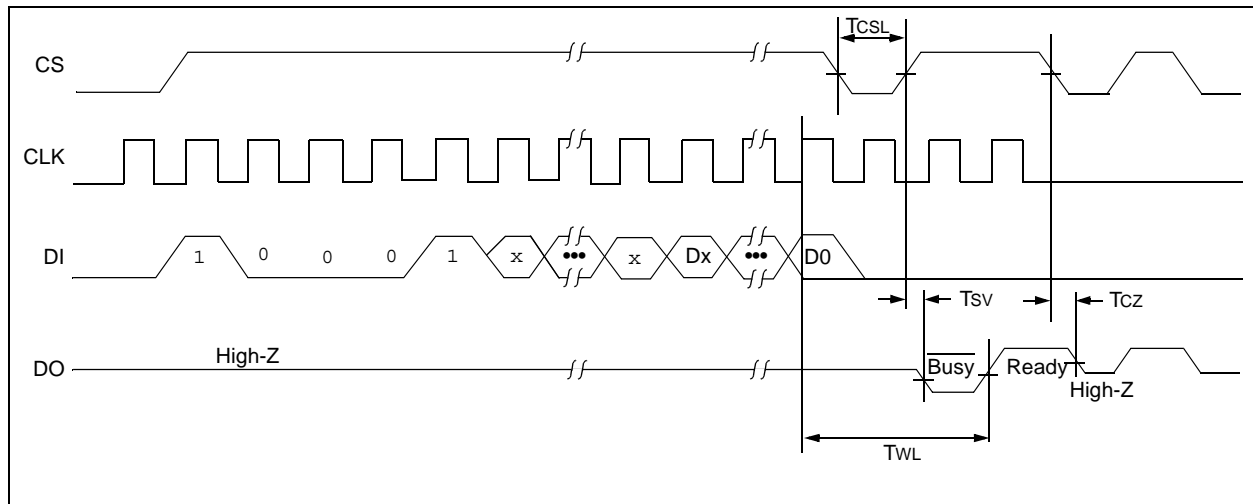 TCSL
CS
CLK
DI
1 0 0 0 1 x ••• x Dx ••• D0
TSV
TCZ
High-Z
DO
Busy
Ready
High-Z
TWL